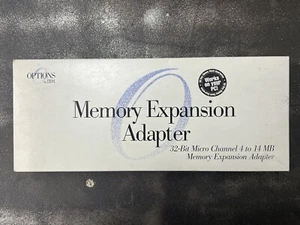 OPTIONS
by IBM
Works
on YOUR
PC!
Memory Expansion
Adapter
32-Bit Micro Channel 4 to 14 MB
Memory Expansion Adapter